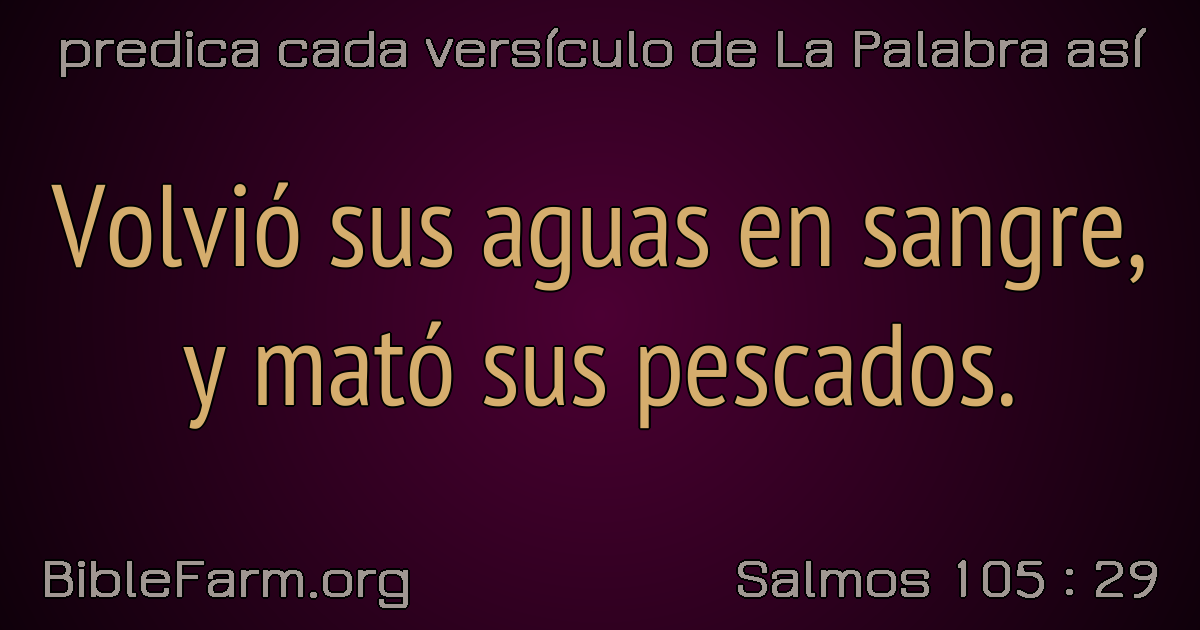 predica cada versículo de La Palabra así
Volvió sus aguas en sangre,
y mató sus pescados.
BibleFarm.org
Salmos 105 : 29